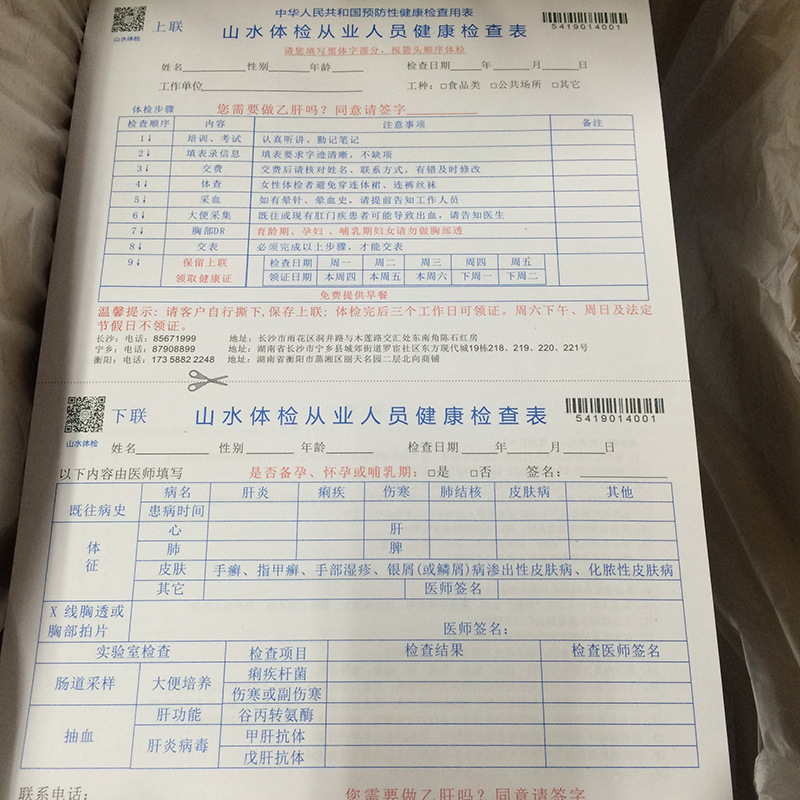 中华人民共和国预防性健康检查用表
上联 山水体检从业人员健康检查表
山水体检
5419014001
请您填写黑体字部分，按箭头顺序体检
姓名 性别 年龄 检查日期 年 月 日
工作单位 工种：□食品类 □公共场所 □其它
体检步骤 您需要做乙肝吗？同意请签字
检查顺序 内容 注意事项 备注
1↓ 培训、考试 认真听讲、勤记笔记
2↓ 填表录信息 填表要求字迹清晰，不缺项
3↓ 交费 交费后请核对姓名、联系方式，有错及时修改
4↓ 体查 女性体检者避免穿连体裙、连裤丝袜
5↓ 采血 如有晕针、晕血史，请提前告知工作人员
6↓ 大便采集 既往或现有肛门疾患者可能导致出血，请告知医生
7↓ 胸部DR 育龄期、孕妇、哺乳期妇女请勿做胸部透
8↓ 交表 必须完成以上步骤，才能交表
9↓ 保留上联 检查日期 周一 周二 周三 周四 周五
领取健康证 领证日期 本周四 本周五 本周六 下周一 下周二
免费提供早餐
温馨提示：请客户自行撕下，保存上联；体检完后三个工作日可领证。周六下午、周日及法定
节假日不领证。
长沙：电话：85671999 地址：长沙市雨花区洞井路与木莲路交汇处东南角陈石红房
宁乡：电话：87908899 地址：湖南省长沙市宁乡县城郊街道罗宦社区东方现代城19栋218、219、220、221号
衡阳：电话：173 5882 2248 地址：湖南省衡阳市蒸湘区丽天名园二层北向商铺
下联 山水体检从业人员健康检查表
山水体检
5419014001
姓名 性别 年龄 检查日期 年 月 日
以下内容由医师填写 是否备孕、怀孕或哺乳期：□是 □否 签名：
既往病史 病名 肝炎 痢疾 伤寒 肺结核 皮肤病 其他
患病时间
体征 心 肝
肺 脾
皮肤 手癣、指甲癣、手部湿疹、银屑(或鳞屑)病渗出性皮肤病、化脓性皮肤病
其它 医师签名
X 线胸透或
胸部拍片 医师签名：
实验室检查 检查项目 检查结果 检查医师签名
肠道采样 大便培养 痢疾杆菌
伤寒或副伤寒
抽血 肝功能 谷丙转氨酶
肝炎病毒 甲肝抗体
戊肝抗体
联系电话： 您需要做乙肝吗？同意请签字